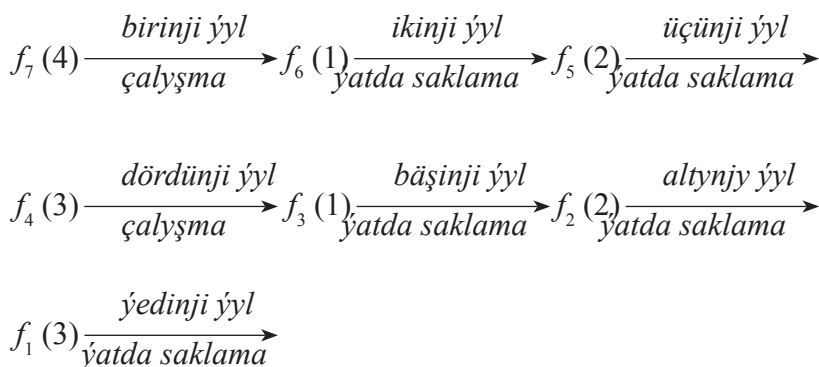 birinji ýyl ikinji ýyl üçünji ýyl
f₇ (4) → f₆ (1) → f₅ (2) →
çalyşma ýatda saklama ýatda saklama
dördünji ýyl bäşinji ýyl altynjy ýyl
f₄ (3) → f₃ (1) → f₂ (2) →
çalyşma ýatda saklama ýatda saklama
ýedinji ýyl
f₁ (3) →
ýatda saklama